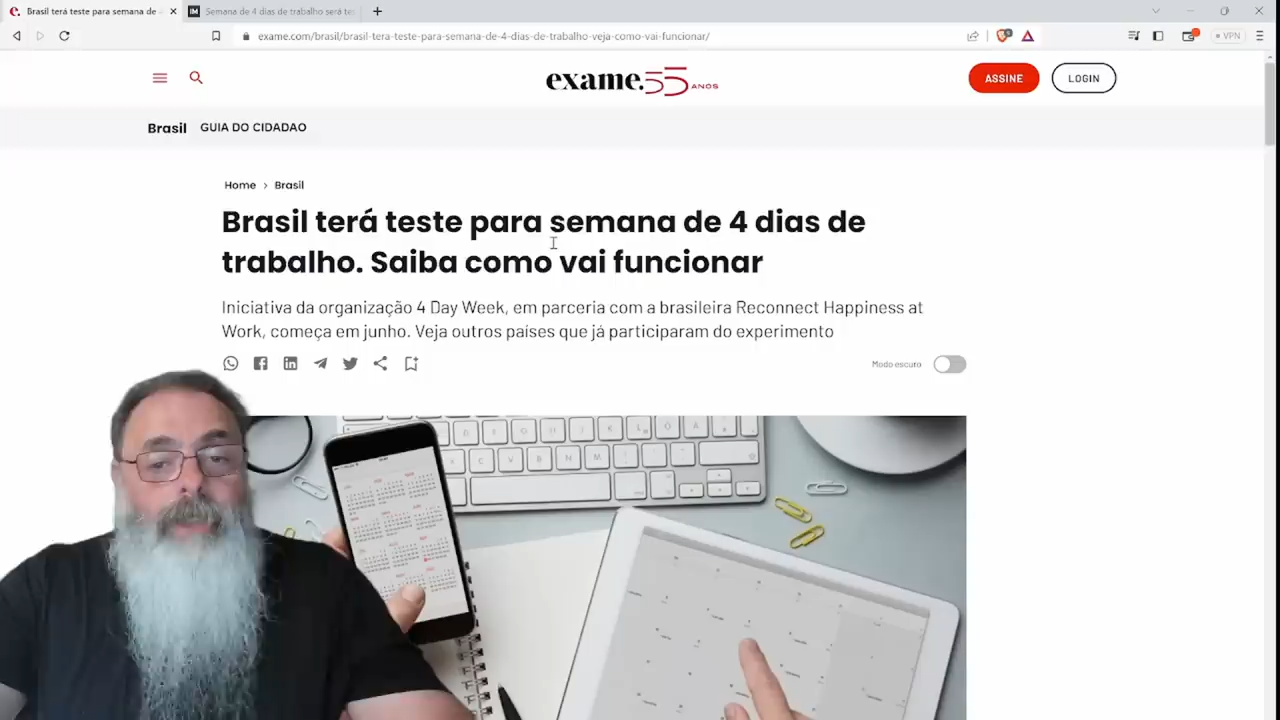 Brasil terá teste para semana de 4
Semana de 4 dias de trabalho será tes
exame.com/brasil/brasil-tera-teste-para-semana-de-4-dias-de-trabalho-veja-como-vai-funcionar/
VPN
exame.55 ANOS
ASSINE
LOGIN
Brasil GUIA DO CIDADAO
Home > Brasil
Brasil terá teste para semana de 4 dias de
trabalho. Saiba como vai funcionar
Iniciativa da organização 4 Day Week, em parceria com a brasileira Reconnect Happiness at
Work, começa em junho. Veja outros países que já participaram do experimento
Modo escuro